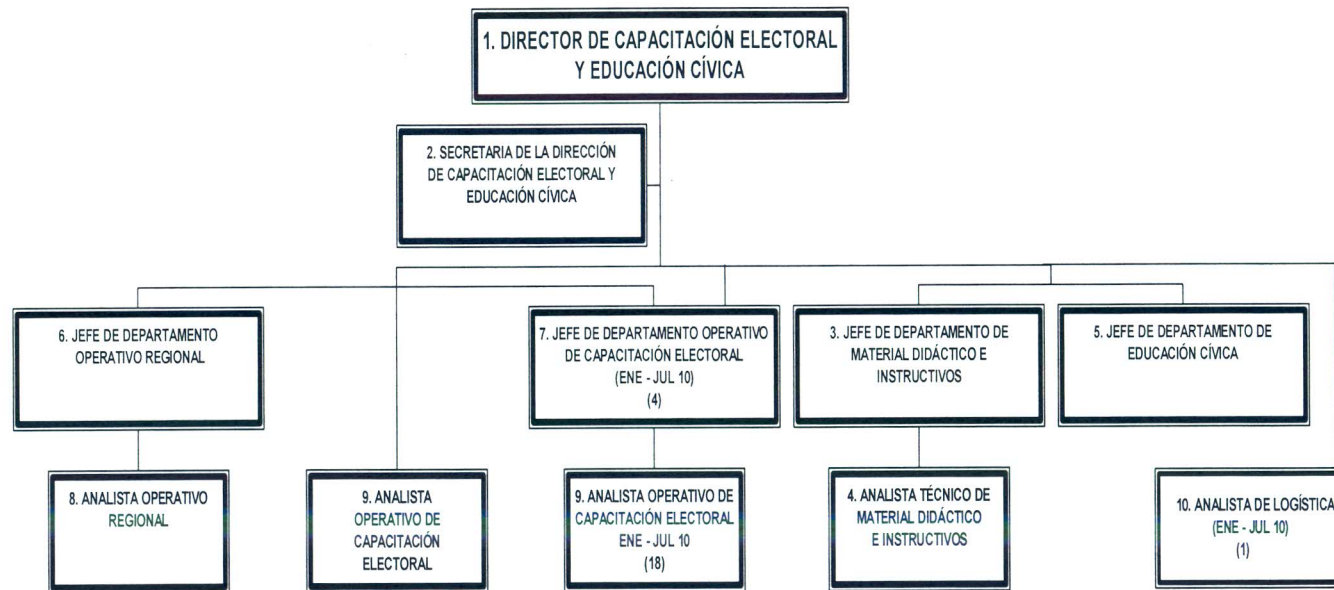 1. DIRECTOR DE CAPACITACIÓN ELECTORAL
Y EDUCACIÓN CÍVICA
2. SECRETARIA DE LA DIRECCIÓN
DE CAPACITACIÓN ELECTORAL Y
EDUCACIÓN CÍVICA
6. JEFE DE DEPARTAMENTO
OPERATIVO REGIONAL
7. JEFE DE DEPARTAMENTO OPERATIVO
DE CAPACITACIÓN ELECTORAL
(ENE - JUL 10)
(4)
3. JEFE DE DEPARTAMENTO DE
MATERIAL DIDÁCTICO E
INSTRUCTIVOS
5. JEFE DE DEPARTAMENTO DE
EDUCACIÓN CÍVICA
8. ANALISTA OPERATIVO
REGIONAL
9. ANALISTA
OPERATIVO DE
CAPACITACIÓN
ELECTORAL
9. ANALISTA OPERATIVO DE
CAPACITACIÓN ELECTORAL
ENE - JUL 10
(18)
4. ANALISTA TÉCNICO DE
MATERIAL DIDÁCTICO
E INSTRUCTIVOS
10. ANALISTA DE LOGÍSTICA
(ENE - JUL 10)
(1)